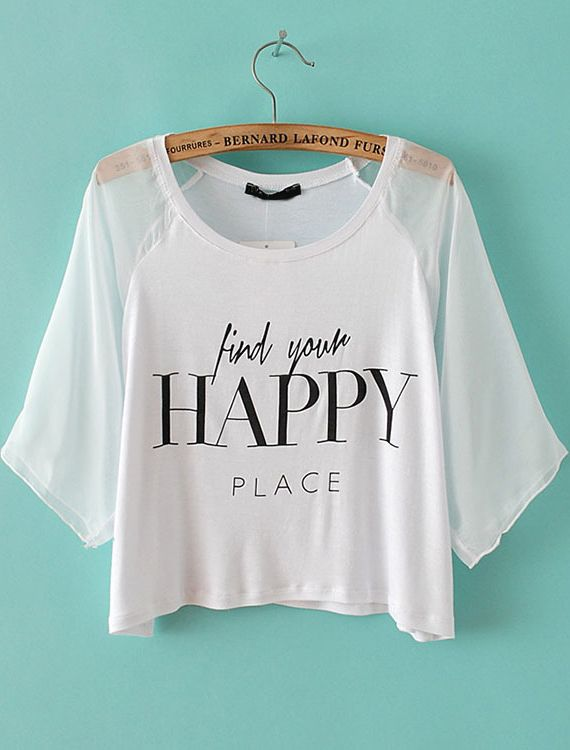 FOURRURES – BERNARD LAFOND FURS
find your
HAPPY
PLACE